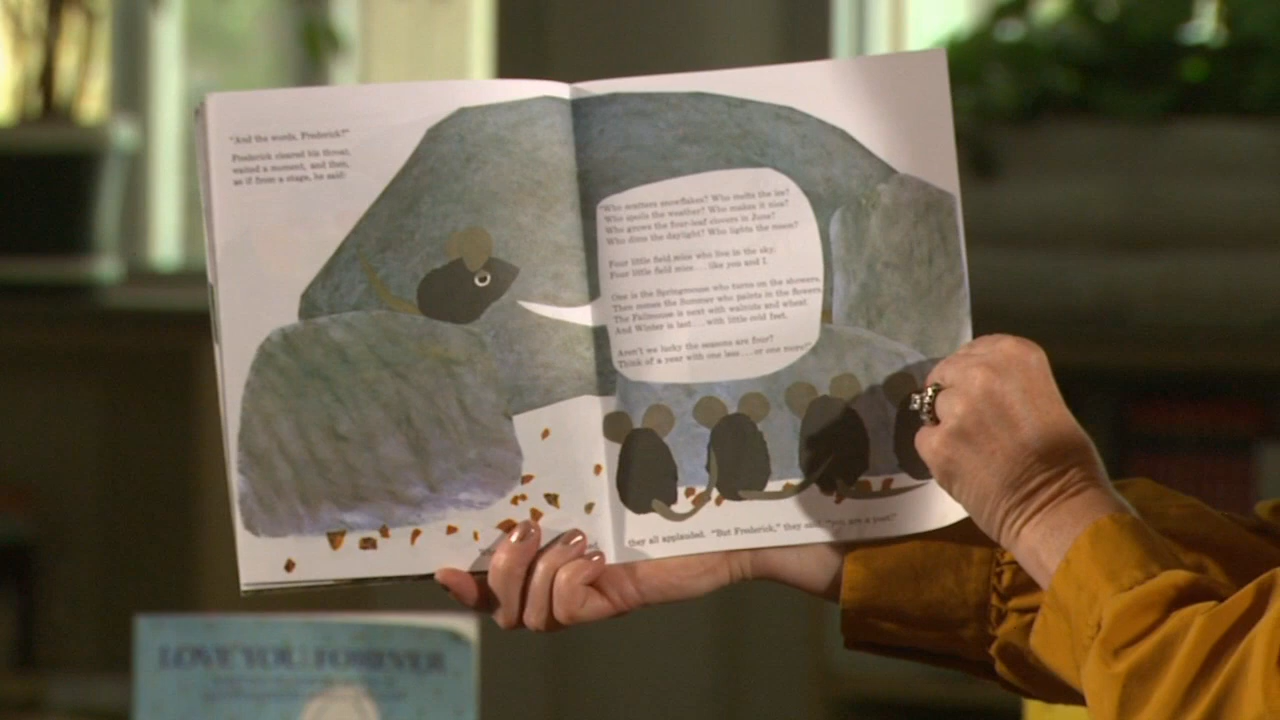 "And the words, Frederick?"
Frederick cleared his throat,
waited a moment, and then,
as if from a stage, he said:
"Who scatters snowflakes? Who melts the ice?
Who spoils the weather? Who makes it nice?
Who grows the four-leaf clovers in June?
Who dims the daylight? Who lights the moon?
Four little field mice who live in the sky.
Four little field mice . . . like you and I.
One is the Springmouse who turns on the showers.
Then comes the Summer who paints in the flowers.
The Fallmouse is next with walnuts and wheat.
And Winter is last . . . with little cold feet.
Aren't we lucky the seasons are four?
Think of a year with one less . . . or one more!"
they all applauded. "But Frederick," they said, "you are a poet!"
LOVE YOU FOREVER